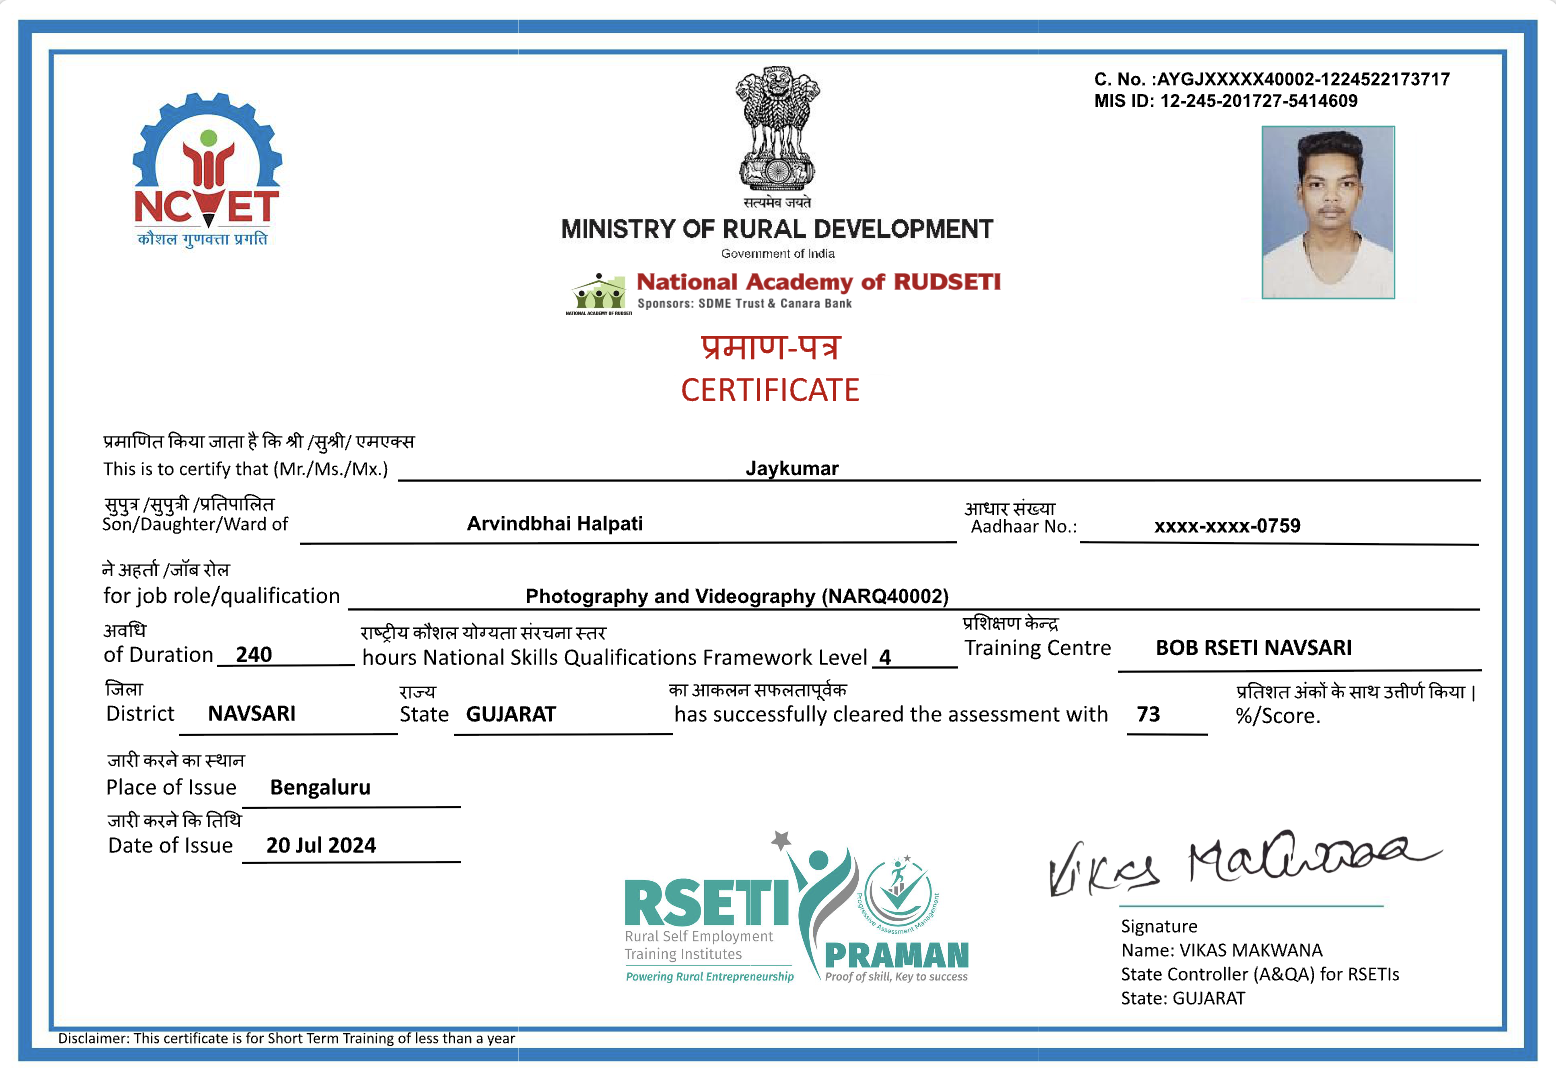 C. No. :AYGJXXXXX40002-1224522173717
MIS ID: 12-245-201727-5414609
NCVET
कौशल गुणवत्ता प्रगति
सत्यमेव जयते
MINISTRY OF RURAL DEVELOPMENT
Government of India
National Academy of RUDSETI
Sponsors: SDME Trust & Canara Bank
NATIONAL ACADEMY OF RUDSETI
प्रमाण-पत्र
CERTIFICATE
प्रमाणित किया जाता है कि श्री /सुश्री/ एमएक्स
This is to certify that (Mr./Ms./Mx.) Jaykumar
सुपुत्र /सुपुत्री /प्रतिपालित आधार संख्या
Son/Daughter/Ward of Arvindbhai Halpati Aadhaar No.: xxxx-xxxx-0759
ने अहर्ता /जॉब रोल
for job role/qualification Photography and Videography (NARQ40002)
अवधि राष्ट्रीय कौशल योग्यता संरचना स्तर प्रशिक्षण केन्द्र
of Duration 240 hours National Skills Qualifications Framework Level 4 Training Centre BOB RSETI NAVSARI
जिला राज्य का आकलन सफलतापूर्वक प्रतिशत अंकों के साथ उत्तीर्ण किया |
District NAVSARI State GUJARAT has successfully cleared the assessment with 73 %/Score.
जारी करने का स्थान
Place of Issue Bengaluru
जारी करने कि तिथि
Date of Issue 20 Jul 2024
RSETI
Rural Self Employment
Training Institutes
Powering Rural Entrepreneurship
Progressive Assessment Management
PRAMAN
Proof of skill, Key to success
Vikas Makwana
Signature
Name: VIKAS MAKWANA
State Controller (A&QA) for RSETIs
State: GUJARAT
Disclaimer: This certificate is for Short Term Training of less than a year